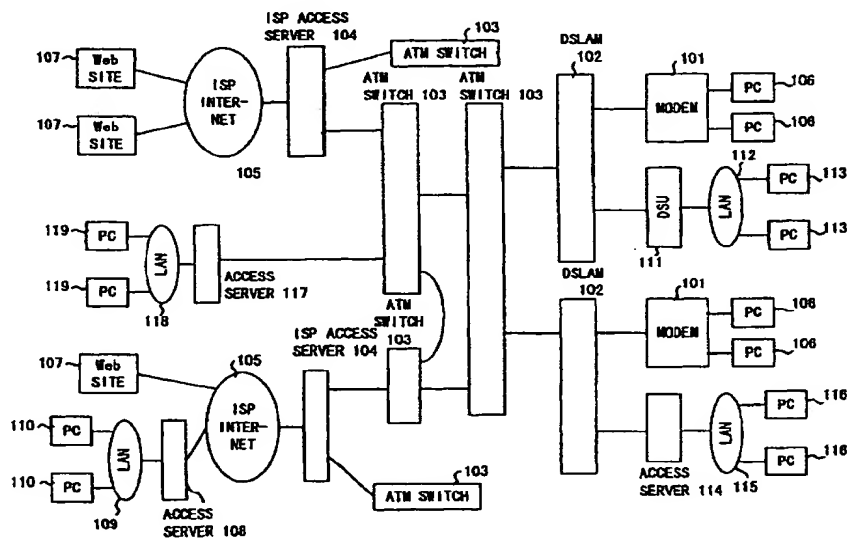 ISP ACCESS
SERVER 104
103
ATM SWITCH
DSLAM
102
101
MODEM
PC
106
PC
106
107
Web
SITE
107
Web
SITE
ISP
INTER-
NET
105
ATM
SWITCH 103
ATM
SWITCH 103
112
DSU
111
LAN
PC
113
PC
113
119
PC
119
PC
LAN
118
ACCESS
SERVER 117
ATM
SWITCH
103
DSLAM
102
101
MODEM
PC
106
PC
106
ISP ACCESS
SERVER 104
107
Web
SITE
105
ISP
INTER-
NET
110
PC
110
PC
LAN
109
ACCESS
SERVER 108
103
ATM SWITCH
ACCESS
SERVER 114
LAN
115
PC
116
PC
116